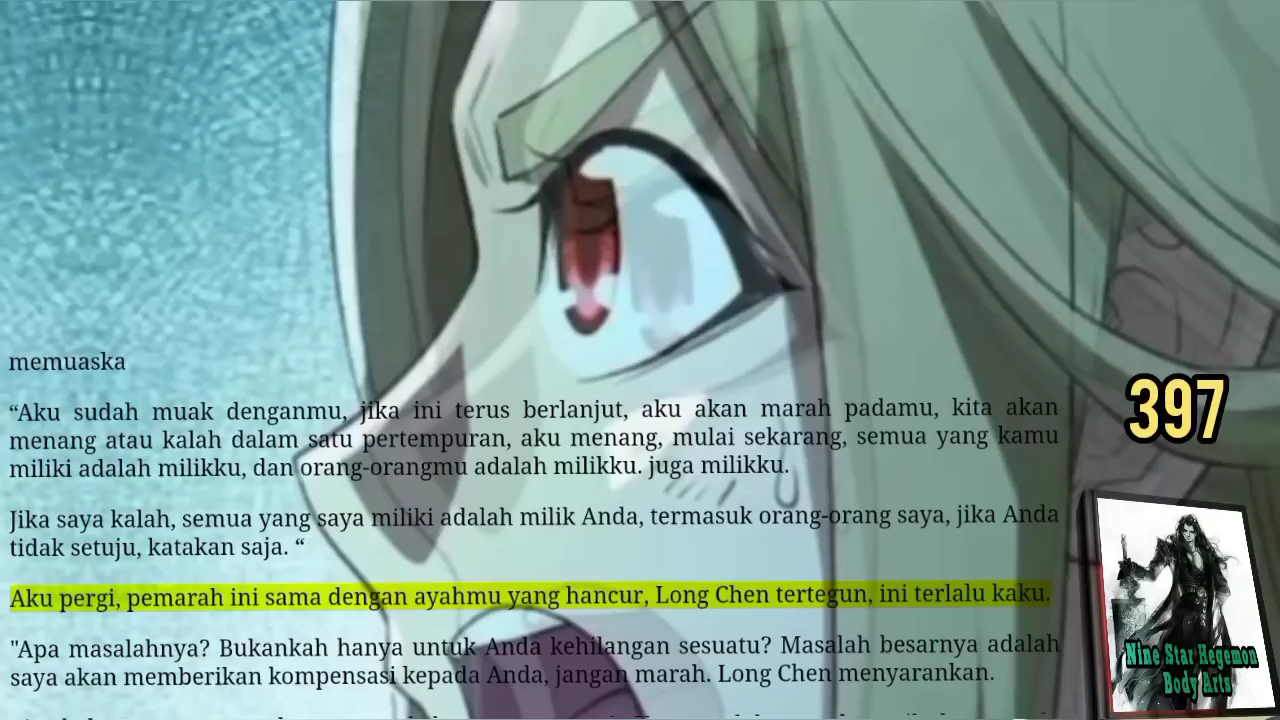 memuaska
“Aku sudah muak denganmu, jika ini terus berlanjut, aku akan marah padamu, kita akan
menang atau kalah dalam satu pertempuran, aku menang, mulai sekarang, semua yang kamu
miliki adalah milikku, dan orang-orangmu adalah milikku. juga milikku.
Jika saya kalah, semua yang saya miliki adalah milik Anda, termasuk orang-orang saya, jika Anda
tidak setuju, katakan saja. “
Aku pergi, pemarah ini sama dengan ayahmu yang hancur, Long Chen tertegun, ini terlalu kaku.
"Apa masalahnya? Bukankah hanya untuk Anda kehilangan sesuatu? Masalah besarnya adalah
saya akan memberikan kompensasi kepada Anda, jangan marah. Long Chen menyarankan.
397
Nine Star Hegemon
Body Arts